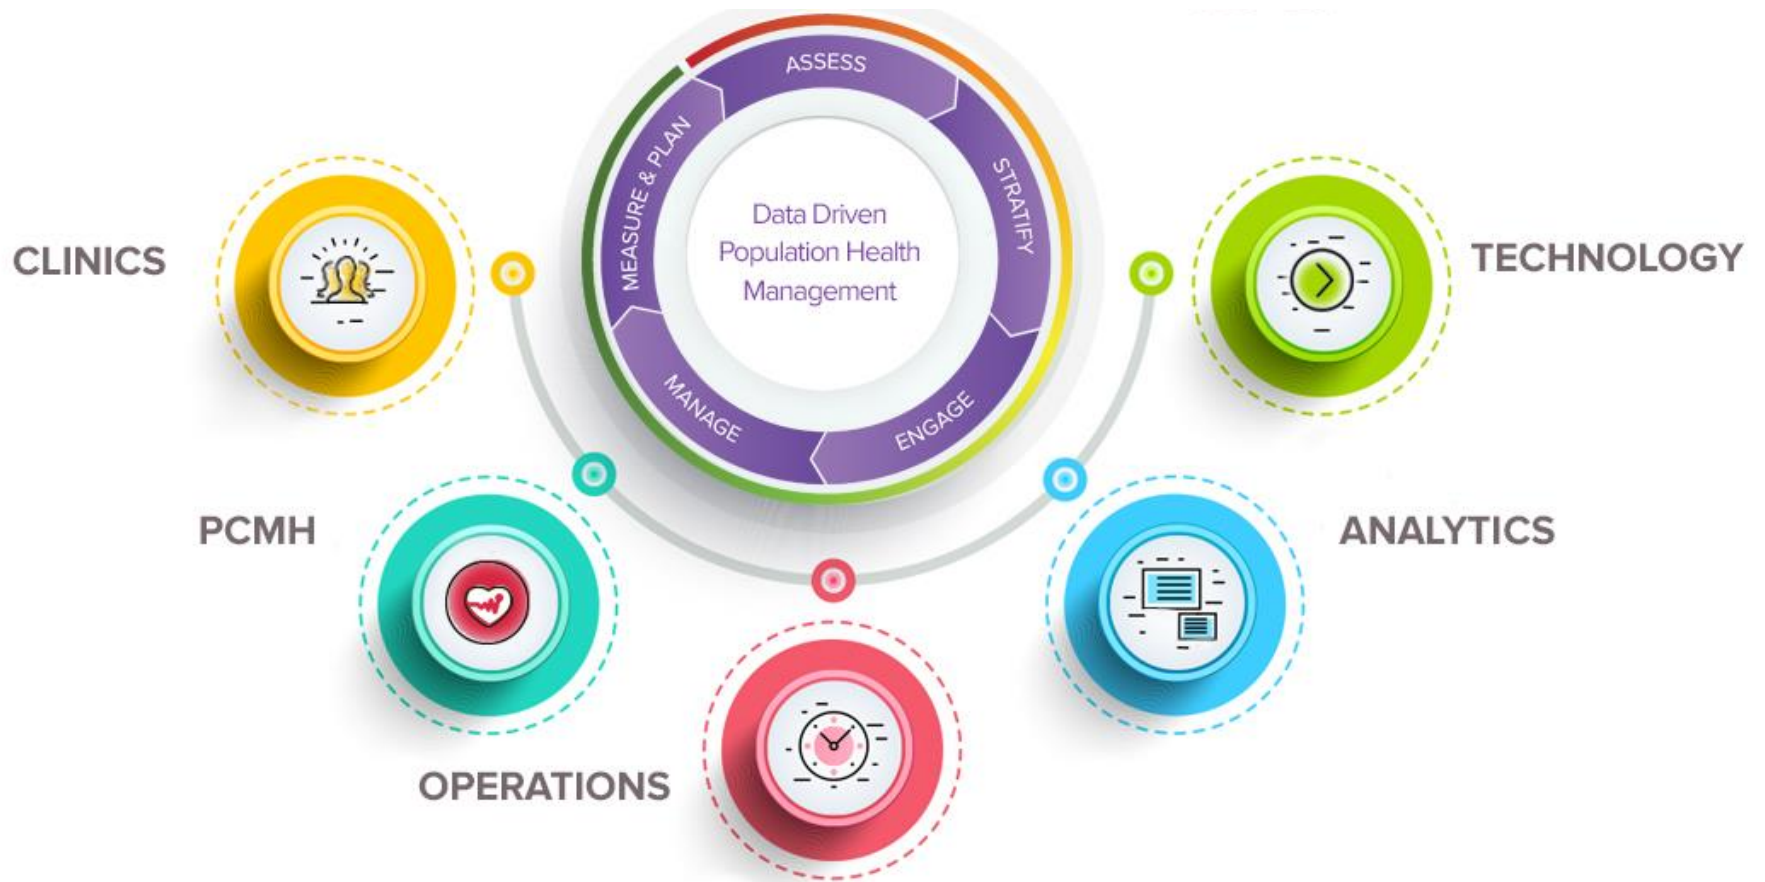 ASSESS
STRATIFY
ENGAGE
MANAGE
MEASURE & PLAN
Data Driven
Population Health
Management
CLINICS
PCMH
OPERATIONS
ANALYTICS
TECHNOLOGY